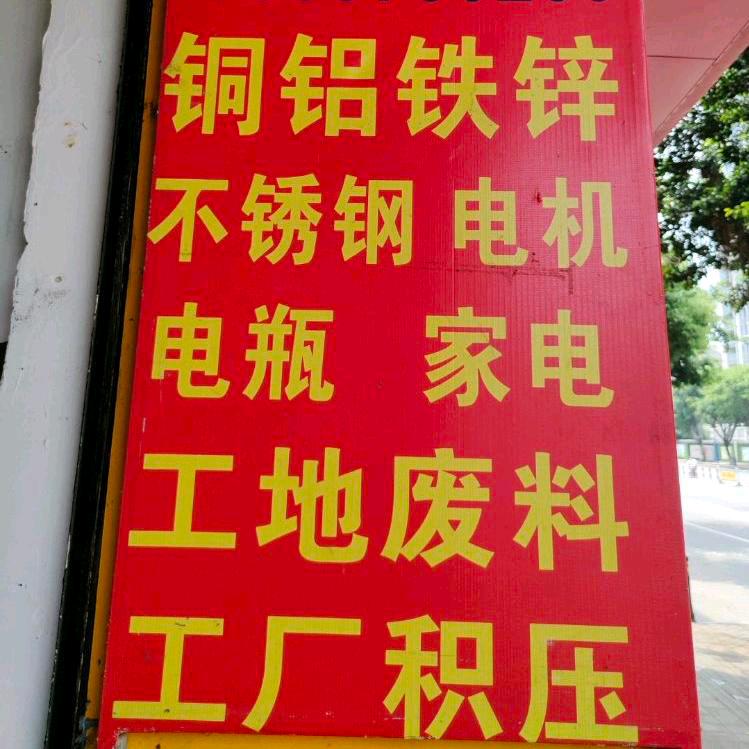 铜铝铁锌
不锈钢 电机
电瓶 家电
工地废料
工厂积压